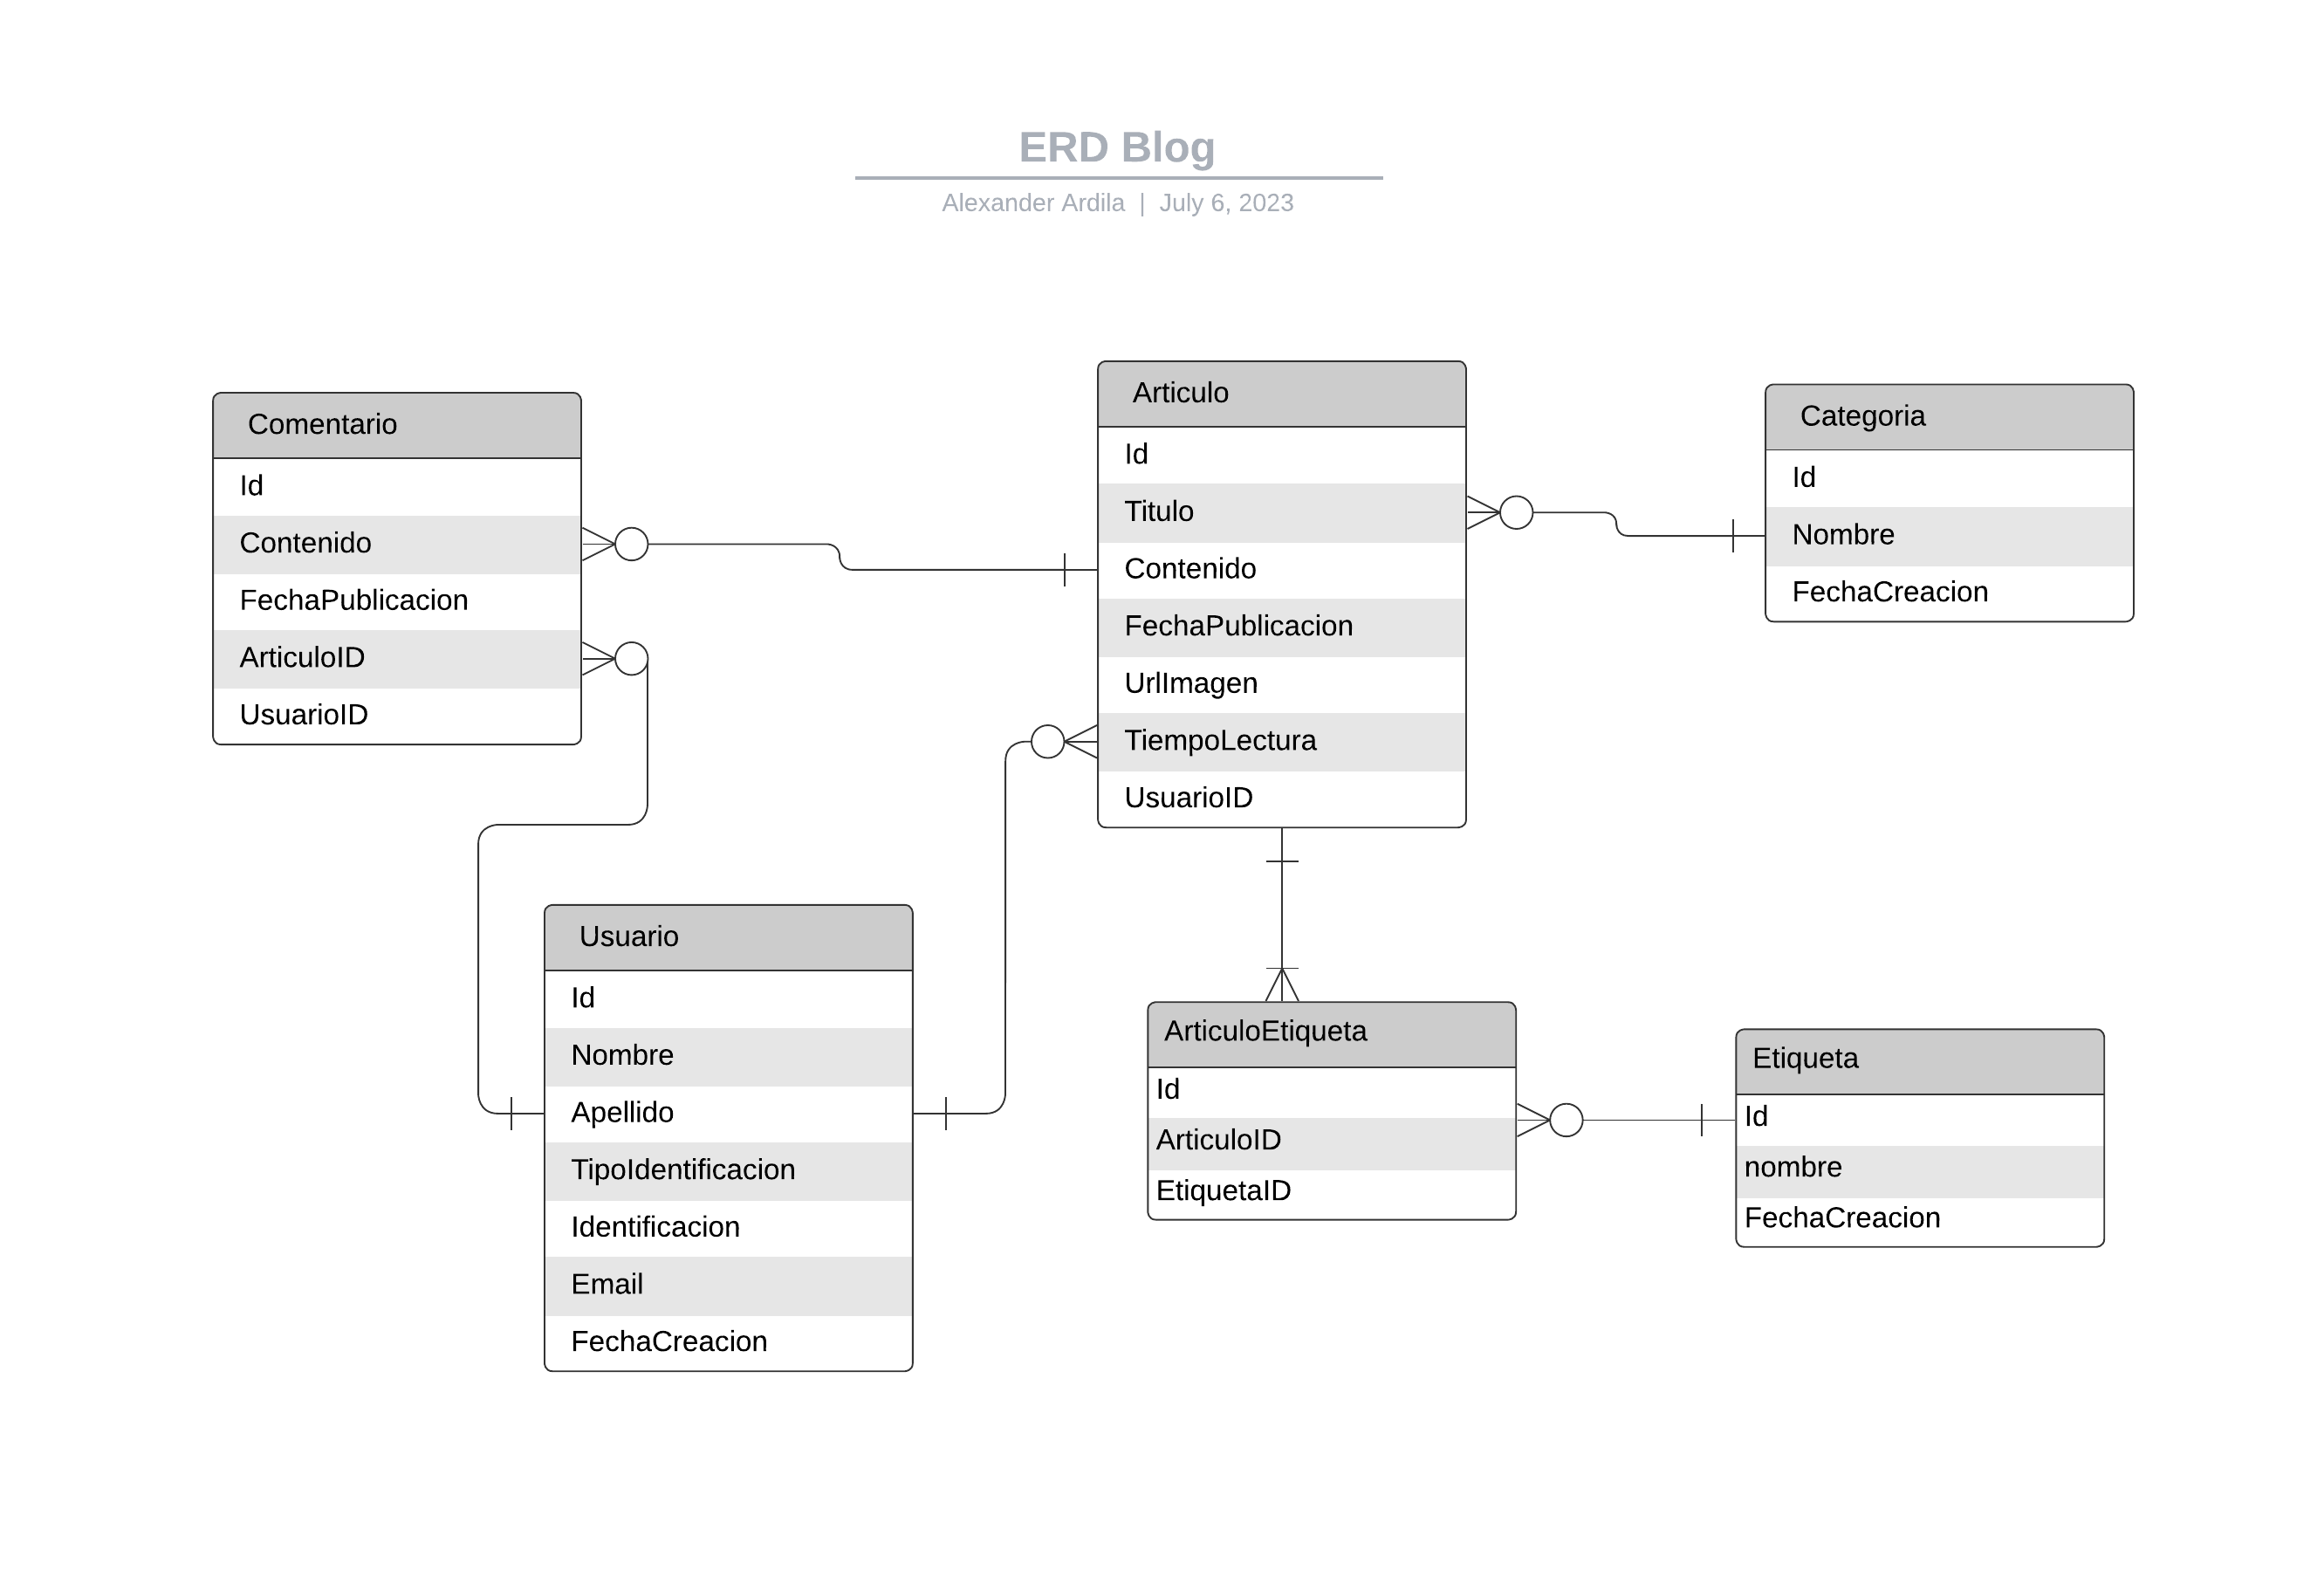 ERD Blog
Alexander Ardila | July 6, 2023
Comentario
Id
Contenido
FechaPublicacion
ArticuloID
UsuarioID
Articulo
Id
Titulo
Contenido
FechaPublicacion
UrlImagen
TiempoLectura
UsuarioID
Categoria
Id
Nombre
FechaCreacion
Usuario
Id
Nombre
Apellido
TipoIdentificacion
Identificacion
Email
FechaCreacion
ArticuloEtiqueta
Id
ArticuloID
EtiquetaID
Etiqueta
Id
nombre
FechaCreacion